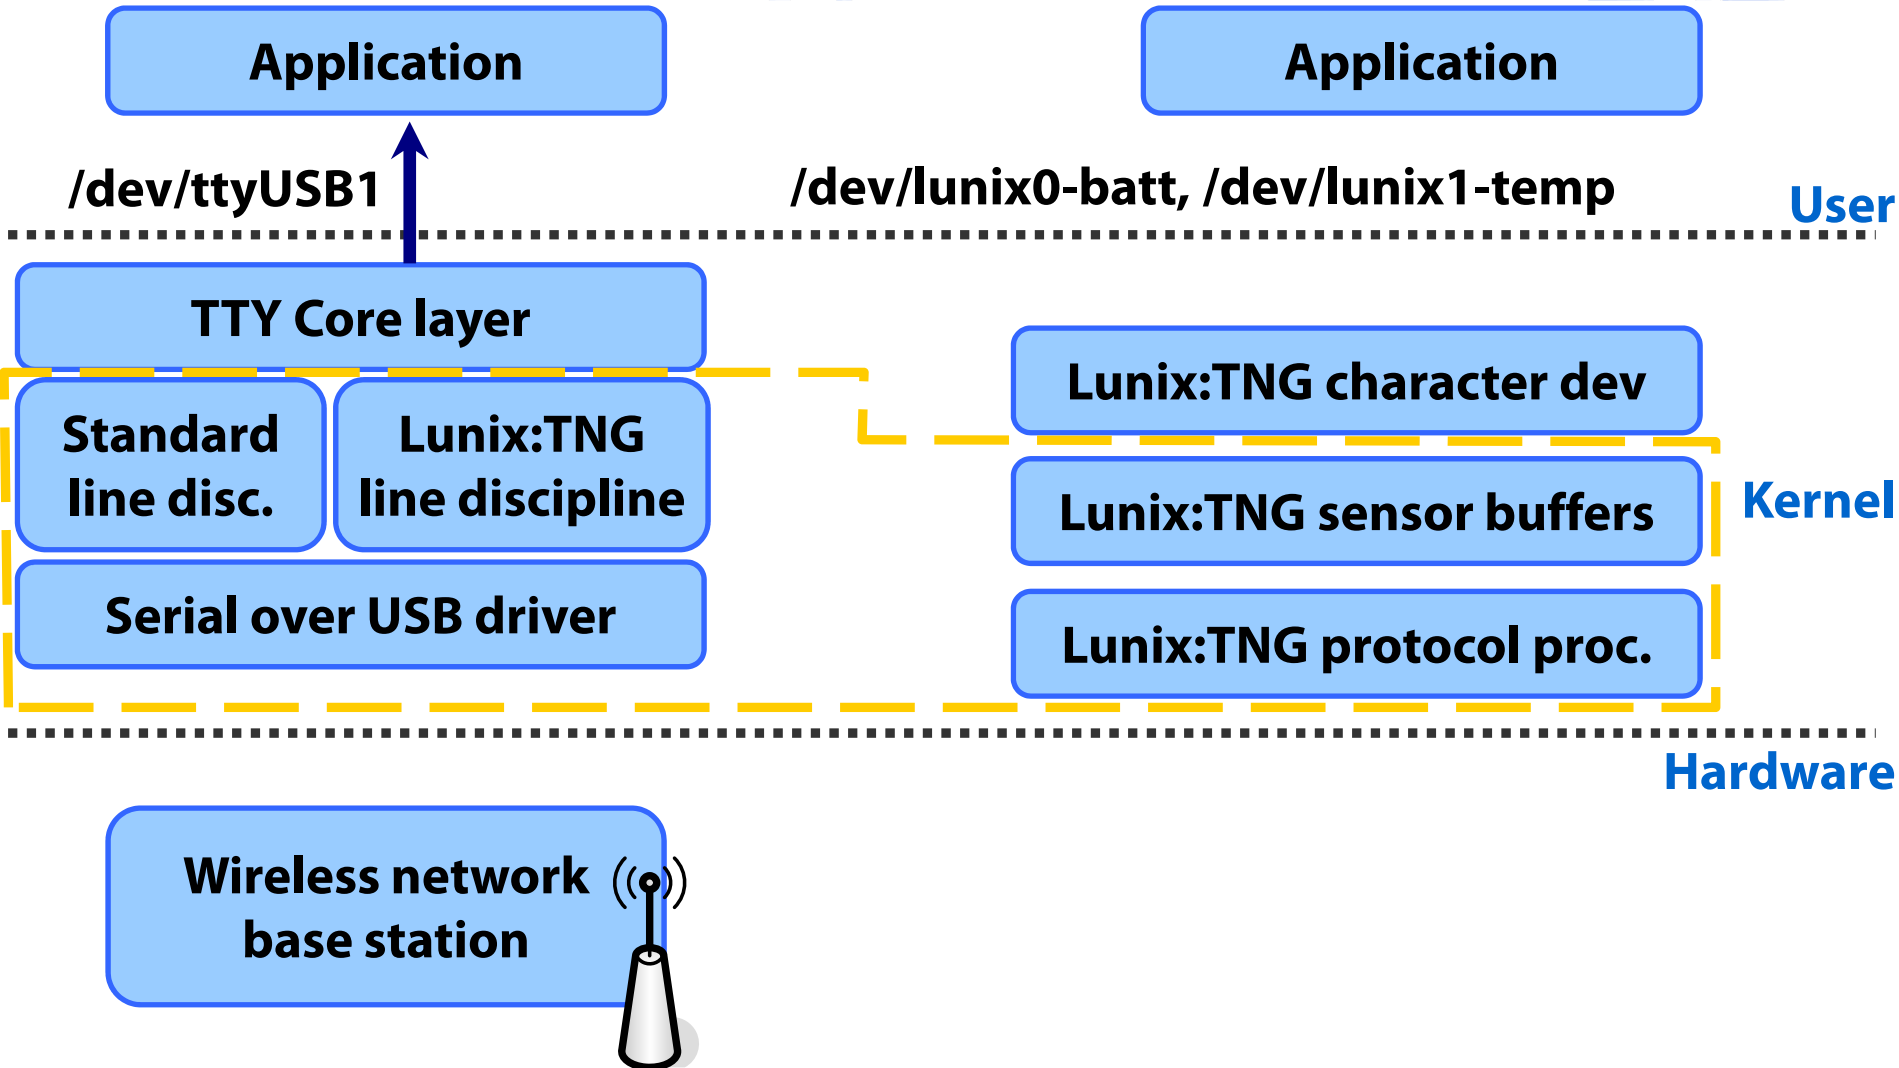 Application
Application
/dev/ttyUSB1
/dev/lunix0-batt, /dev/lunix1-temp
User
TTY Core layer
Lunix:TNG character dev
Standard
line disc.
Lunix:TNG
line discipline
Lunix:TNG sensor buffers
Kernel
Serial over USB driver
Lunix:TNG protocol proc.
Hardware
Wireless network
base station